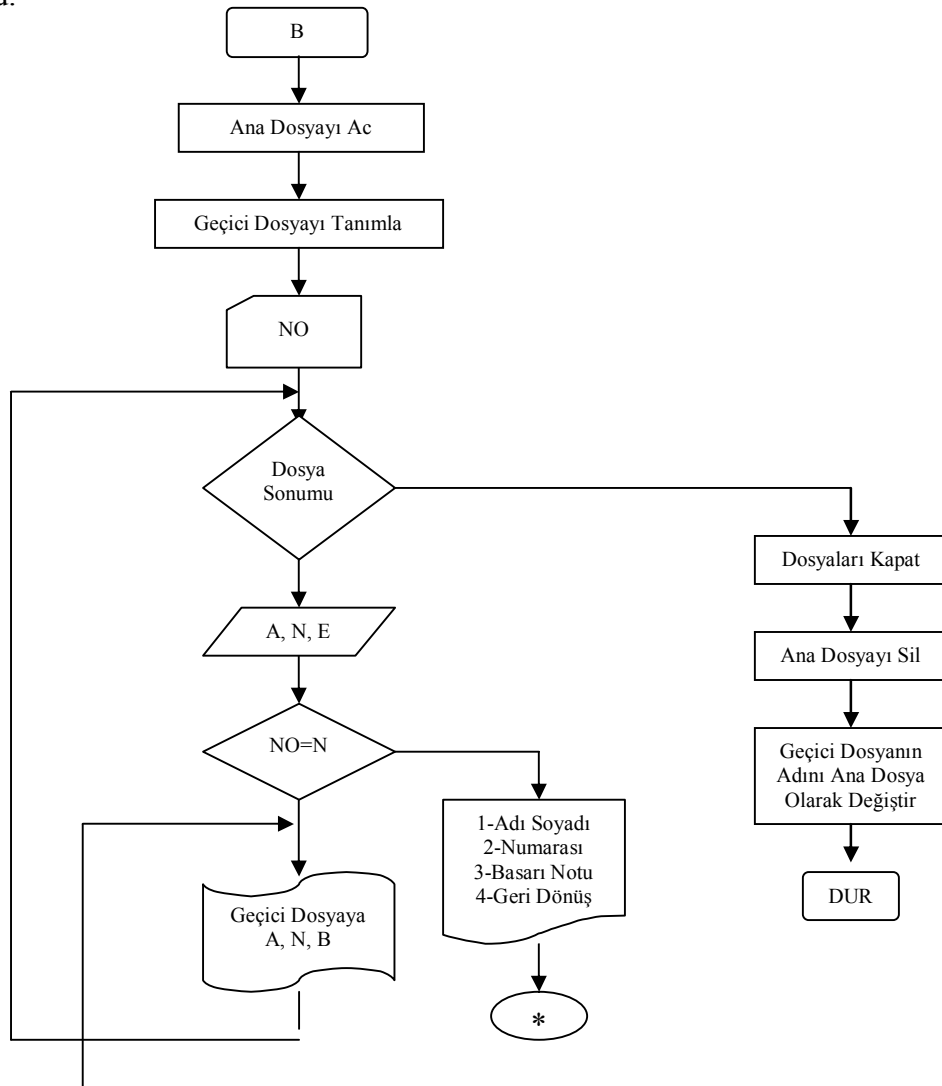 B
Ana Dosyayı Ac
Geçici Dosyayı Tanımla
NO
Dosya
Sonumu
A, N, E
NO=N
Geçici Dosyaya
A, N, B
1-Adı Soyadı
2-Numarası
3-Basarı Notu
4-Geri Dönüş
*
Dosyaları Kapat
Ana Dosyayı Sil
Geçici Dosyanın
Adını Ana Dosya
Olarak Değiştir
DUR